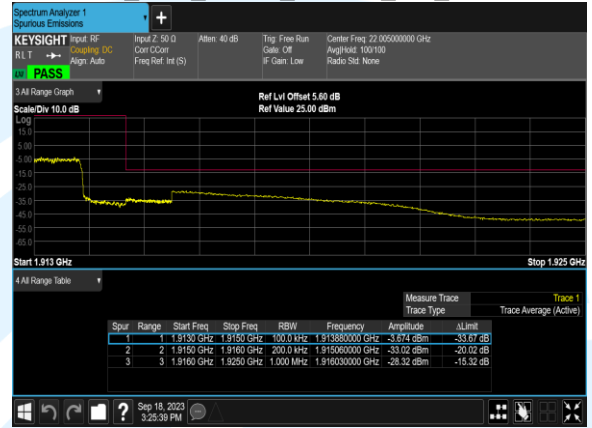 Spectrum Analyzer 1
Spurious Emissions
+
KEYSIGHT Input: RF Input Z: 50 Ω Atten: 40 dB Trig: Free Run Center Freq: 22.005000000 GHz
RLT Coupling: DC Corr CCorr Gate: Off Avg|Hold: 100/100
Align: Auto Freq Ref: Int (S) IF Gain: Low Radio Std: None
PASS
3 All Range Graph
Ref Lvl Offset 5.60 dB
Scale/Div 10.0 dB Ref Value 25.00 dBm
Log
15.0
5.00
-5.00
-15.0
-25.0
-35.0
-45.0
-55.0
-65.0
Start 1.913 GHz Stop 1.925 GHz
4 All Range Table
Measure Trace Trace 1
Trace Type Trace Average (Active)
Spur Range Start Freq Stop Freq RBW Frequency Amplitude ΔLimit
1 1 1.9130 GHz 1.9150 GHz 100.0 kHz 1.913880000 GHz -3.674 dBm -33.67 dB
2 2 1.9150 GHz 1.9160 GHz 200.0 kHz 1.915060000 GHz -33.02 dBm -20.02 dB
3 3 1.9160 GHz 1.9250 GHz 1.000 MHz 1.916030000 GHz -28.32 dBm -15.32 dB
? Sep 18, 2023
3:25:39 PM